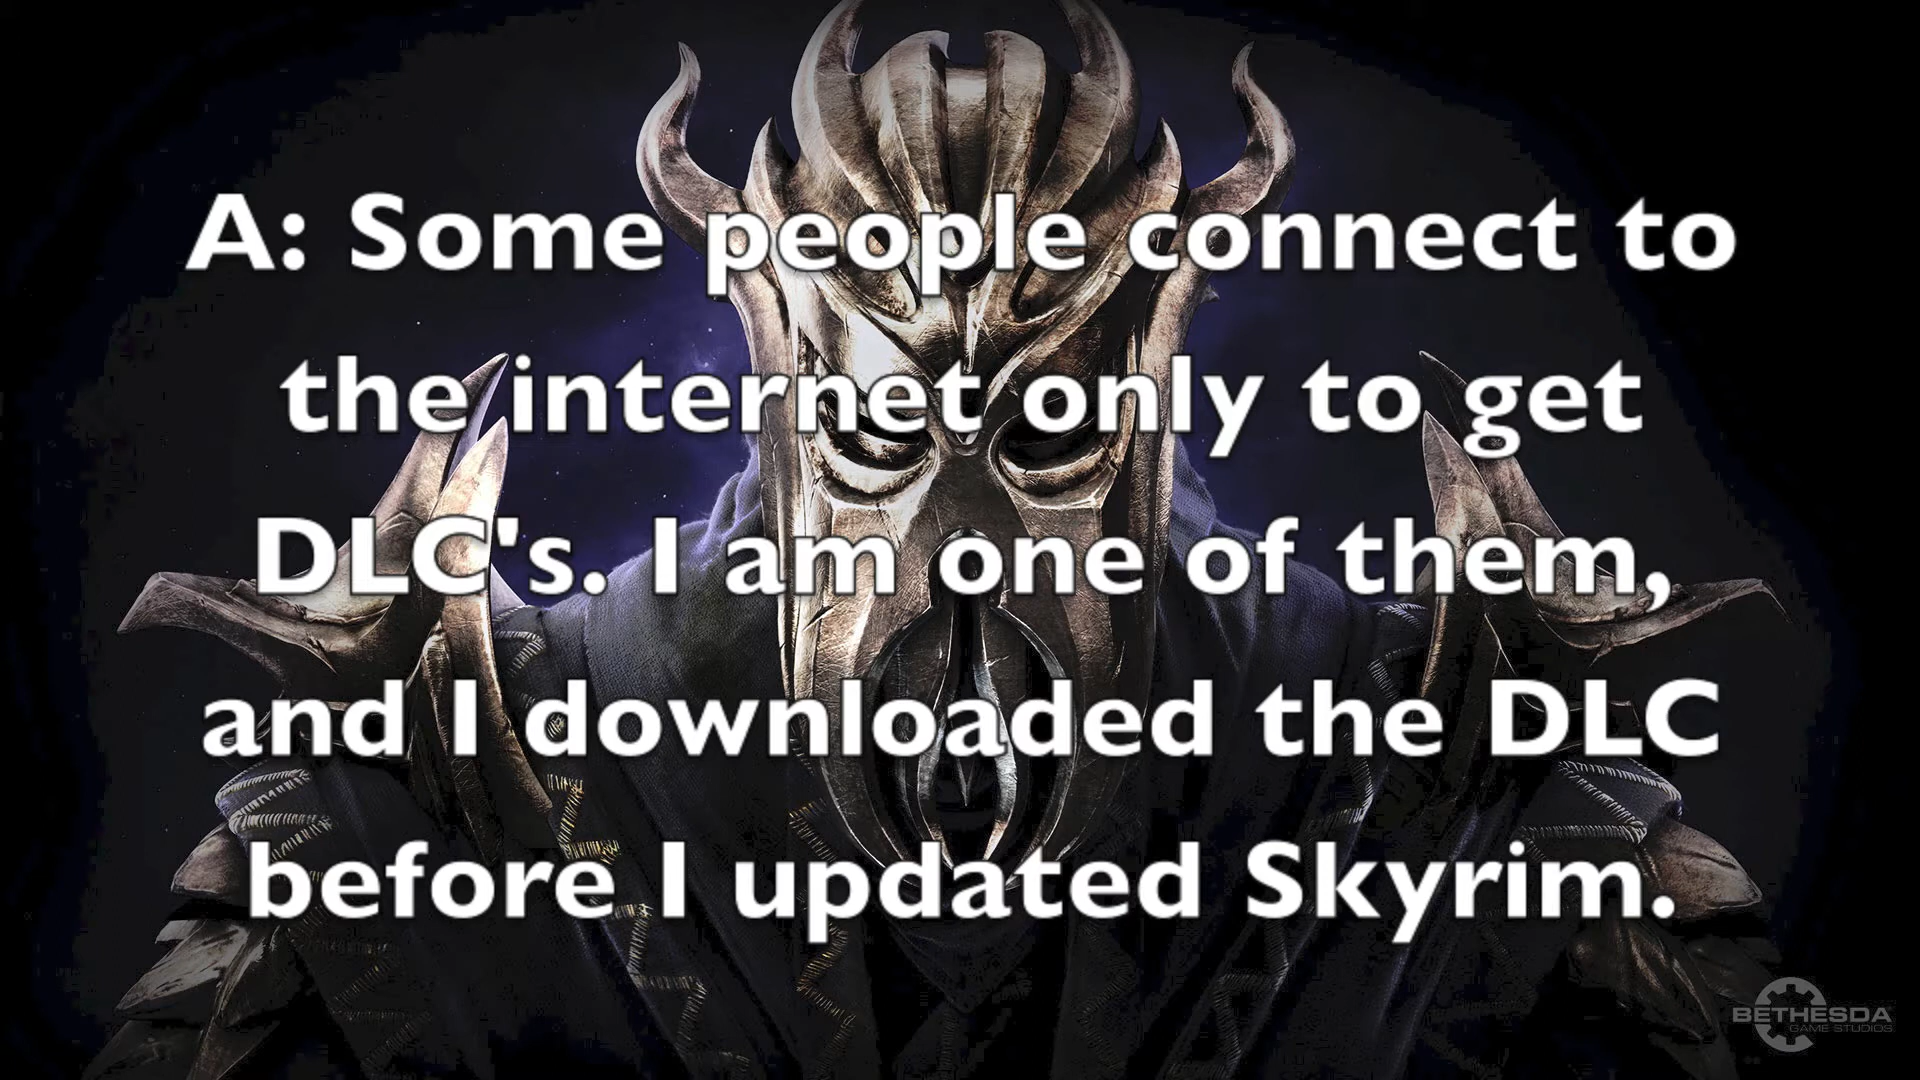 A: Some people connect to
the internet only to get
DLC's. I am one of them,
and I downloaded the DLC
before I updated Skyrim.
BETHESDA
GAME STUDIOS